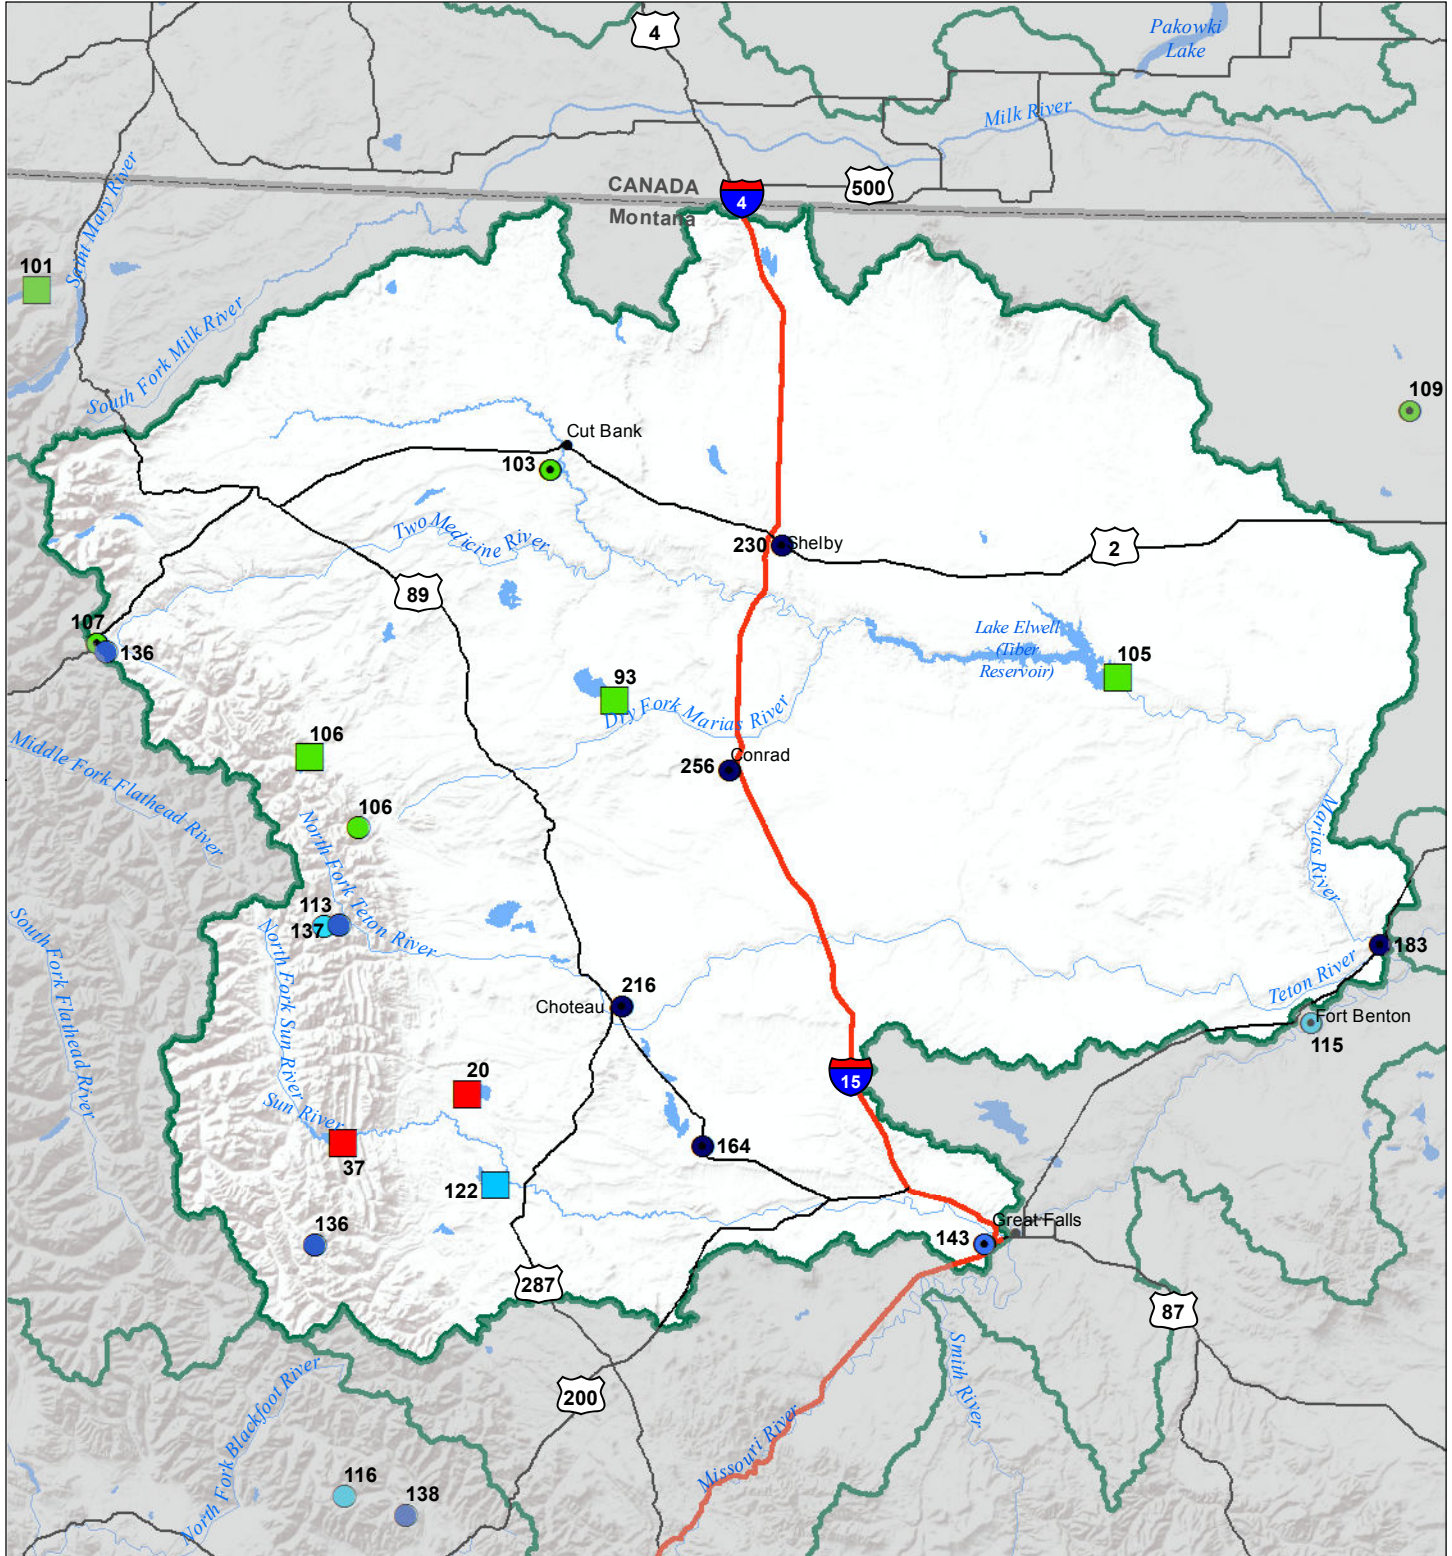 4
Pakowki
Lake
Milk River
CANADA
Montana
4
500
Saint Mary River
101
South Fork Milk River
109
Cut Bank
103
Two Medicine River
230
Shelby
2
89
107
136
Lake Elwell
(Tiber
Reservoir)
105
93
Dry Fork Marias River
106
Conrad
256
Middle Fork Flathead River
106
North Fork Teton River
Marias River
113
137
South Fork Flathead River
North Fork Sun River
183
Teton River
216
Choteau
Fort Benton
115
20
15
Sun River
37
164
122
136
Great Falls
143
287
87
Smith River
200
North Fork Blackfoot River
Missouri River
116
138